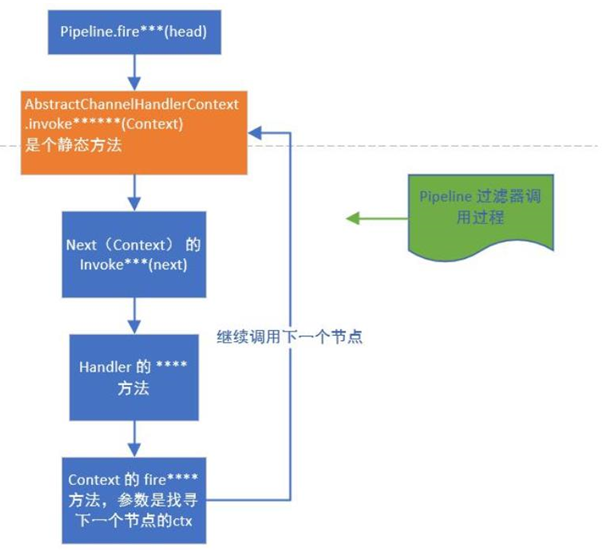 Pipeline.fire***(head)
AbstractChannelHandlerContext
.invoke******(Context)
是个静态方法
Next（Context） 的
Invoke***(next)
Handler 的 ****
方法
Context 的 fire****
方法，参数是找寻
下一个节点的ctx
继续调用下一个节点
Pipeline 过滤器调
用过程